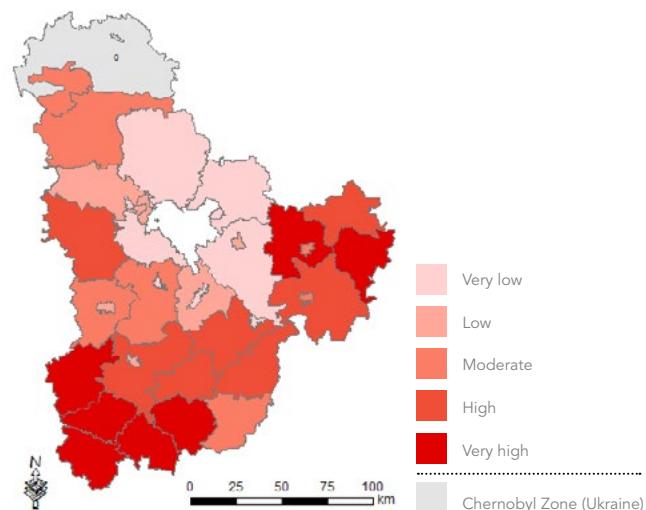 Very low
Low
Moderate
High
Very high
Chernobyl Zone (Ukraine)
N
0 25 50 75 100
km